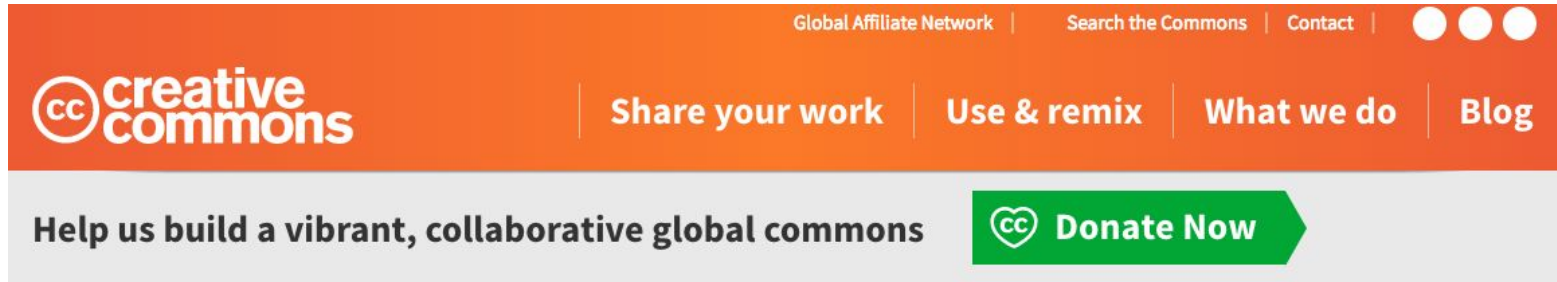 Global Affiliate Network | Search the Commons | Contact |
cc creative commons
Share your work | Use & remix | What we do | Blog
Help us build a vibrant, collaborative global commons
cc Donate Now